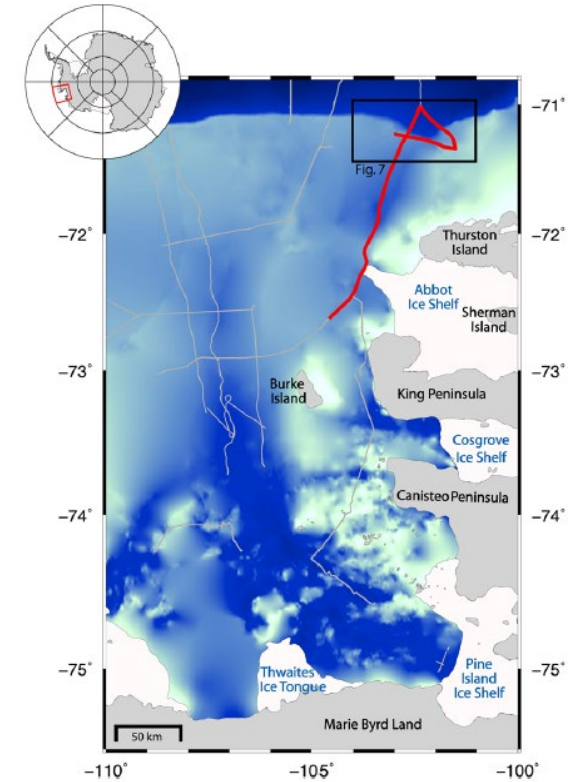 −71°
Fig. 7
−72°
Thurston
Island
Abbot
Ice Shelf
Sherman
Island
−73°
Burke
Island
King Peninsula
Cosgrove
Ice Shelf
Canisteo Peninsula
−74°
−75°
Thwaites
Ice Tongue
Pine
Island
Ice Shelf
Marie Byrd Land
50 km
−71°
−72°
−73°
−74°
−75°
−110°
−105°
−100°